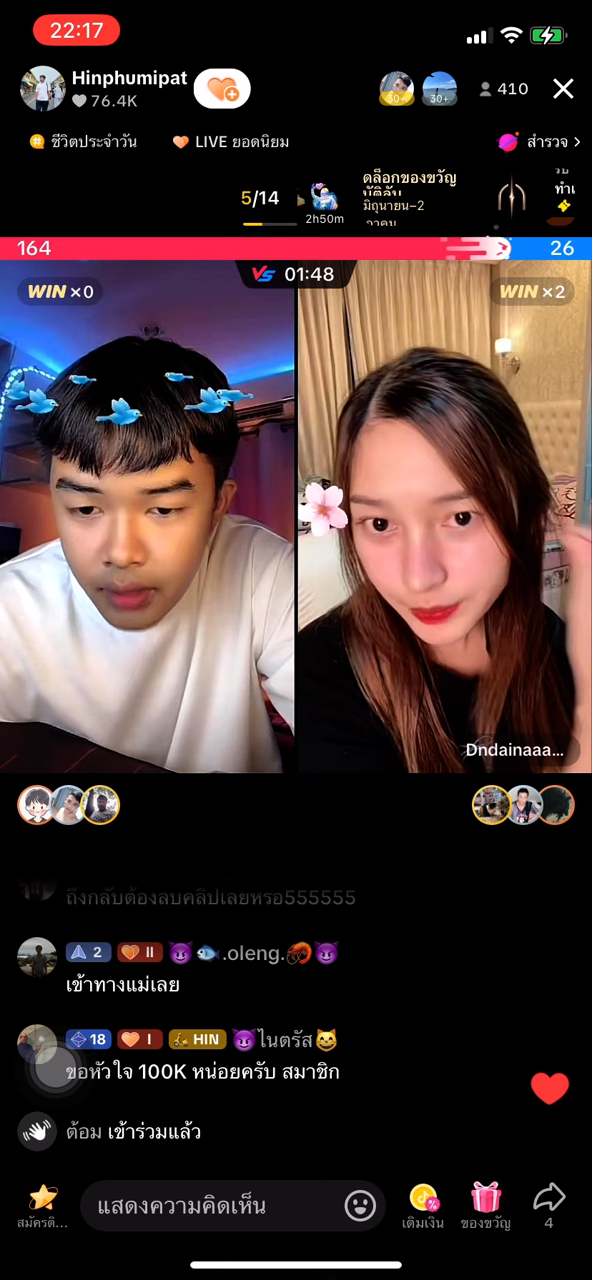 22:17
Hinphumipat
76.4K
30+
30+
410
ชีวิตประจำวัน
LIVE ยอดนิยม
สำรวจ >
5/14
2h50m
ดล็อกของขวัญ
มิถุนายน–2
164
26
WIN ×0
VS 01:48
WIN ×2
Dndainaaa...
ถึงกลับต้องลบคลิปเลยหรอ555555
2 II 😈🐟.oleng.🦐😈
เข้าทางแม่เลย
18 I HIN 😈ไนตรัส😺
ขอหัวใจ 100K หน่อยครับ สมาชิก
ต้อม เข้าร่วมแล้ว
แสดงความคิดเห็น
สมัครติ...
เติมเงิน
ของขวัญ
4